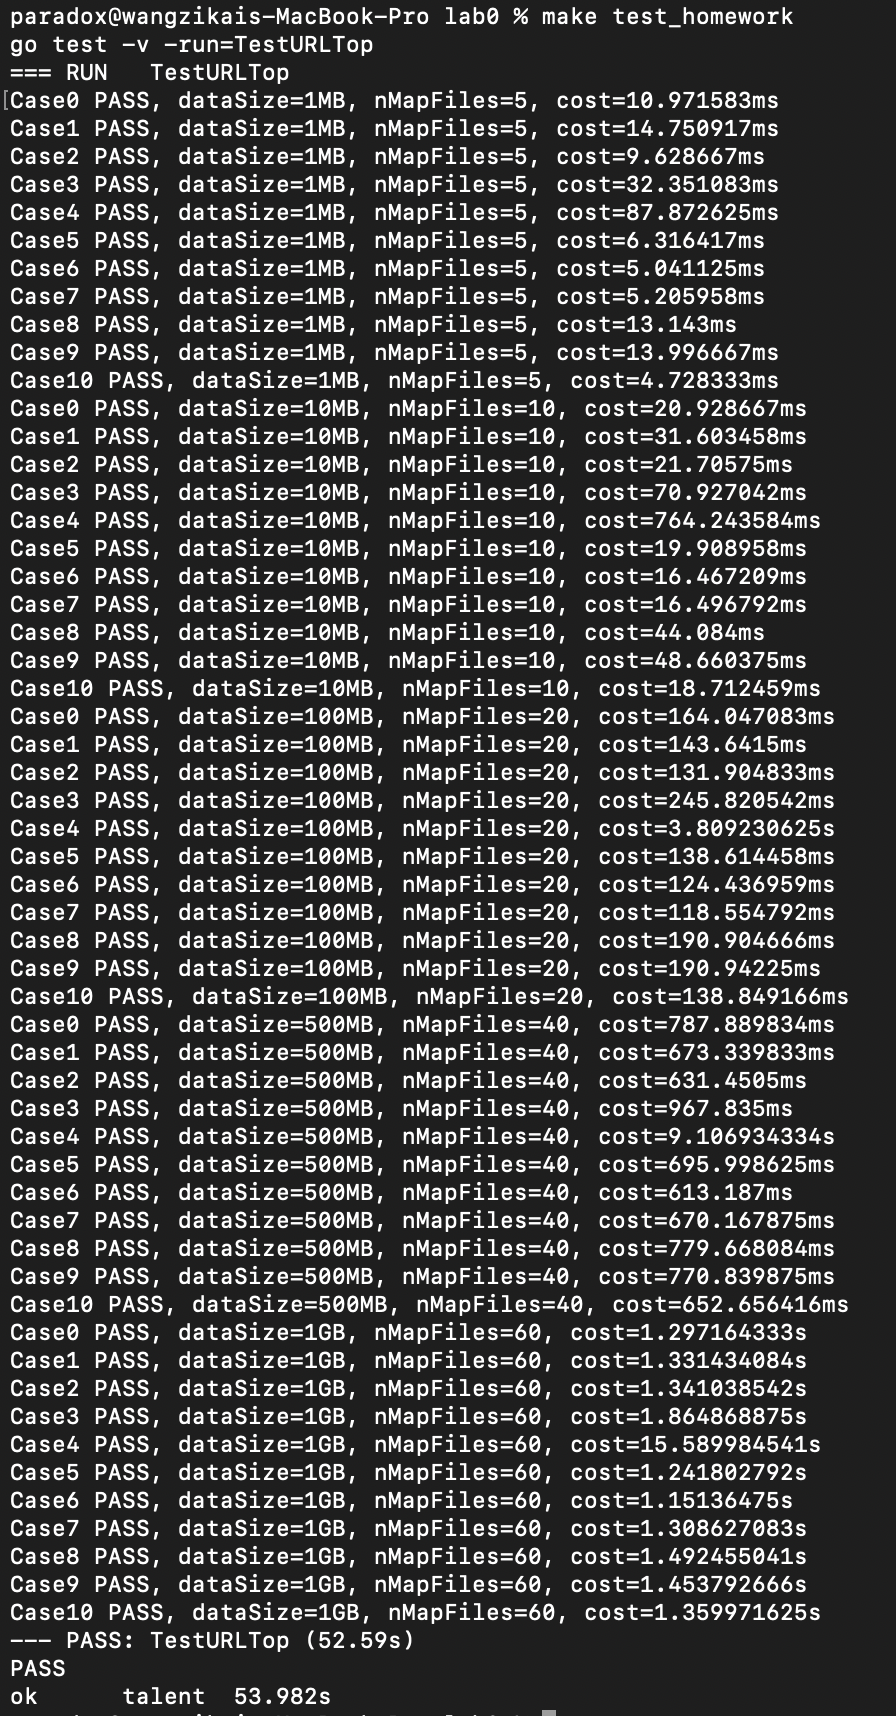 paradox@wangzikais-MacBook-Pro lab0 % make test_homework
go test -v -run=TestURLTop
=== RUN   TestURLTop
Case0 PASS, dataSize=1MB, nMapFiles=5, cost=10.971583ms
Case1 PASS, dataSize=1MB, nMapFiles=5, cost=14.750917ms
Case2 PASS, dataSize=1MB, nMapFiles=5, cost=9.628667ms
Case3 PASS, dataSize=1MB, nMapFiles=5, cost=32.351083ms
Case4 PASS, dataSize=1MB, nMapFiles=5, cost=87.872625ms
Case5 PASS, dataSize=1MB, nMapFiles=5, cost=6.316417ms
Case6 PASS, dataSize=1MB, nMapFiles=5, cost=5.041125ms
Case7 PASS, dataSize=1MB, nMapFiles=5, cost=5.205958ms
Case8 PASS, dataSize=1MB, nMapFiles=5, cost=13.143ms
Case9 PASS, dataSize=1MB, nMapFiles=5, cost=13.996667ms
Case10 PASS, dataSize=1MB, nMapFiles=5, cost=4.728333ms
Case0 PASS, dataSize=10MB, nMapFiles=10, cost=20.928667ms
Case1 PASS, dataSize=10MB, nMapFiles=10, cost=31.603458ms
Case2 PASS, dataSize=10MB, nMapFiles=10, cost=21.70575ms
Case3 PASS, dataSize=10MB, nMapFiles=10, cost=70.927042ms
Case4 PASS, dataSize=10MB, nMapFiles=10, cost=764.243584ms
Case5 PASS, dataSize=10MB, nMapFiles=10, cost=19.908958ms
Case6 PASS, dataSize=10MB, nMapFiles=10, cost=16.467209ms
Case7 PASS, dataSize=10MB, nMapFiles=10, cost=16.496792ms
Case8 PASS, dataSize=10MB, nMapFiles=10, cost=44.084ms
Case9 PASS, dataSize=10MB, nMapFiles=10, cost=48.660375ms
Case10 PASS, dataSize=10MB, nMapFiles=10, cost=18.712459ms
Case0 PASS, dataSize=100MB, nMapFiles=20, cost=164.047083ms
Case1 PASS, dataSize=100MB, nMapFiles=20, cost=143.6415ms
Case2 PASS, dataSize=100MB, nMapFiles=20, cost=131.904833ms
Case3 PASS, dataSize=100MB, nMapFiles=20, cost=245.820542ms
Case4 PASS, dataSize=100MB, nMapFiles=20, cost=3.809230625s
Case5 PASS, dataSize=100MB, nMapFiles=20, cost=138.614458ms
Case6 PASS, dataSize=100MB, nMapFiles=20, cost=124.436959ms
Case7 PASS, dataSize=100MB, nMapFiles=20, cost=118.554792ms
Case8 PASS, dataSize=100MB, nMapFiles=20, cost=190.904666ms
Case9 PASS, dataSize=100MB, nMapFiles=20, cost=190.94225ms
Case10 PASS, dataSize=100MB, nMapFiles=20, cost=138.849166ms
Case0 PASS, dataSize=500MB, nMapFiles=40, cost=787.889834ms
Case1 PASS, dataSize=500MB, nMapFiles=40, cost=673.339833ms
Case2 PASS, dataSize=500MB, nMapFiles=40, cost=631.4505ms
Case3 PASS, dataSize=500MB, nMapFiles=40, cost=967.835ms
Case4 PASS, dataSize=500MB, nMapFiles=40, cost=9.106934334s
Case5 PASS, dataSize=500MB, nMapFiles=40, cost=695.998625ms
Case6 PASS, dataSize=500MB, nMapFiles=40, cost=613.187ms
Case7 PASS, dataSize=500MB, nMapFiles=40, cost=670.167875ms
Case8 PASS, dataSize=500MB, nMapFiles=40, cost=779.668084ms
Case9 PASS, dataSize=500MB, nMapFiles=40, cost=770.839875ms
Case10 PASS, dataSize=500MB, nMapFiles=40, cost=652.656416ms
Case0 PASS, dataSize=1GB, nMapFiles=60, cost=1.297164333s
Case1 PASS, dataSize=1GB, nMapFiles=60, cost=1.331434084s
Case2 PASS, dataSize=1GB, nMapFiles=60, cost=1.341038542s
Case3 PASS, dataSize=1GB, nMapFiles=60, cost=1.864868875s
Case4 PASS, dataSize=1GB, nMapFiles=60, cost=15.589984541s
Case5 PASS, dataSize=1GB, nMapFiles=60, cost=1.241802792s
Case6 PASS, dataSize=1GB, nMapFiles=60, cost=1.15136475s
Case7 PASS, dataSize=1GB, nMapFiles=60, cost=1.308627083s
Case8 PASS, dataSize=1GB, nMapFiles=60, cost=1.492455041s
Case9 PASS, dataSize=1GB, nMapFiles=60, cost=1.453792666s
Case10 PASS, dataSize=1GB, nMapFiles=60, cost=1.359971625s
--- PASS: TestURLTop (52.59s)
PASS
ok      talent  53.982s